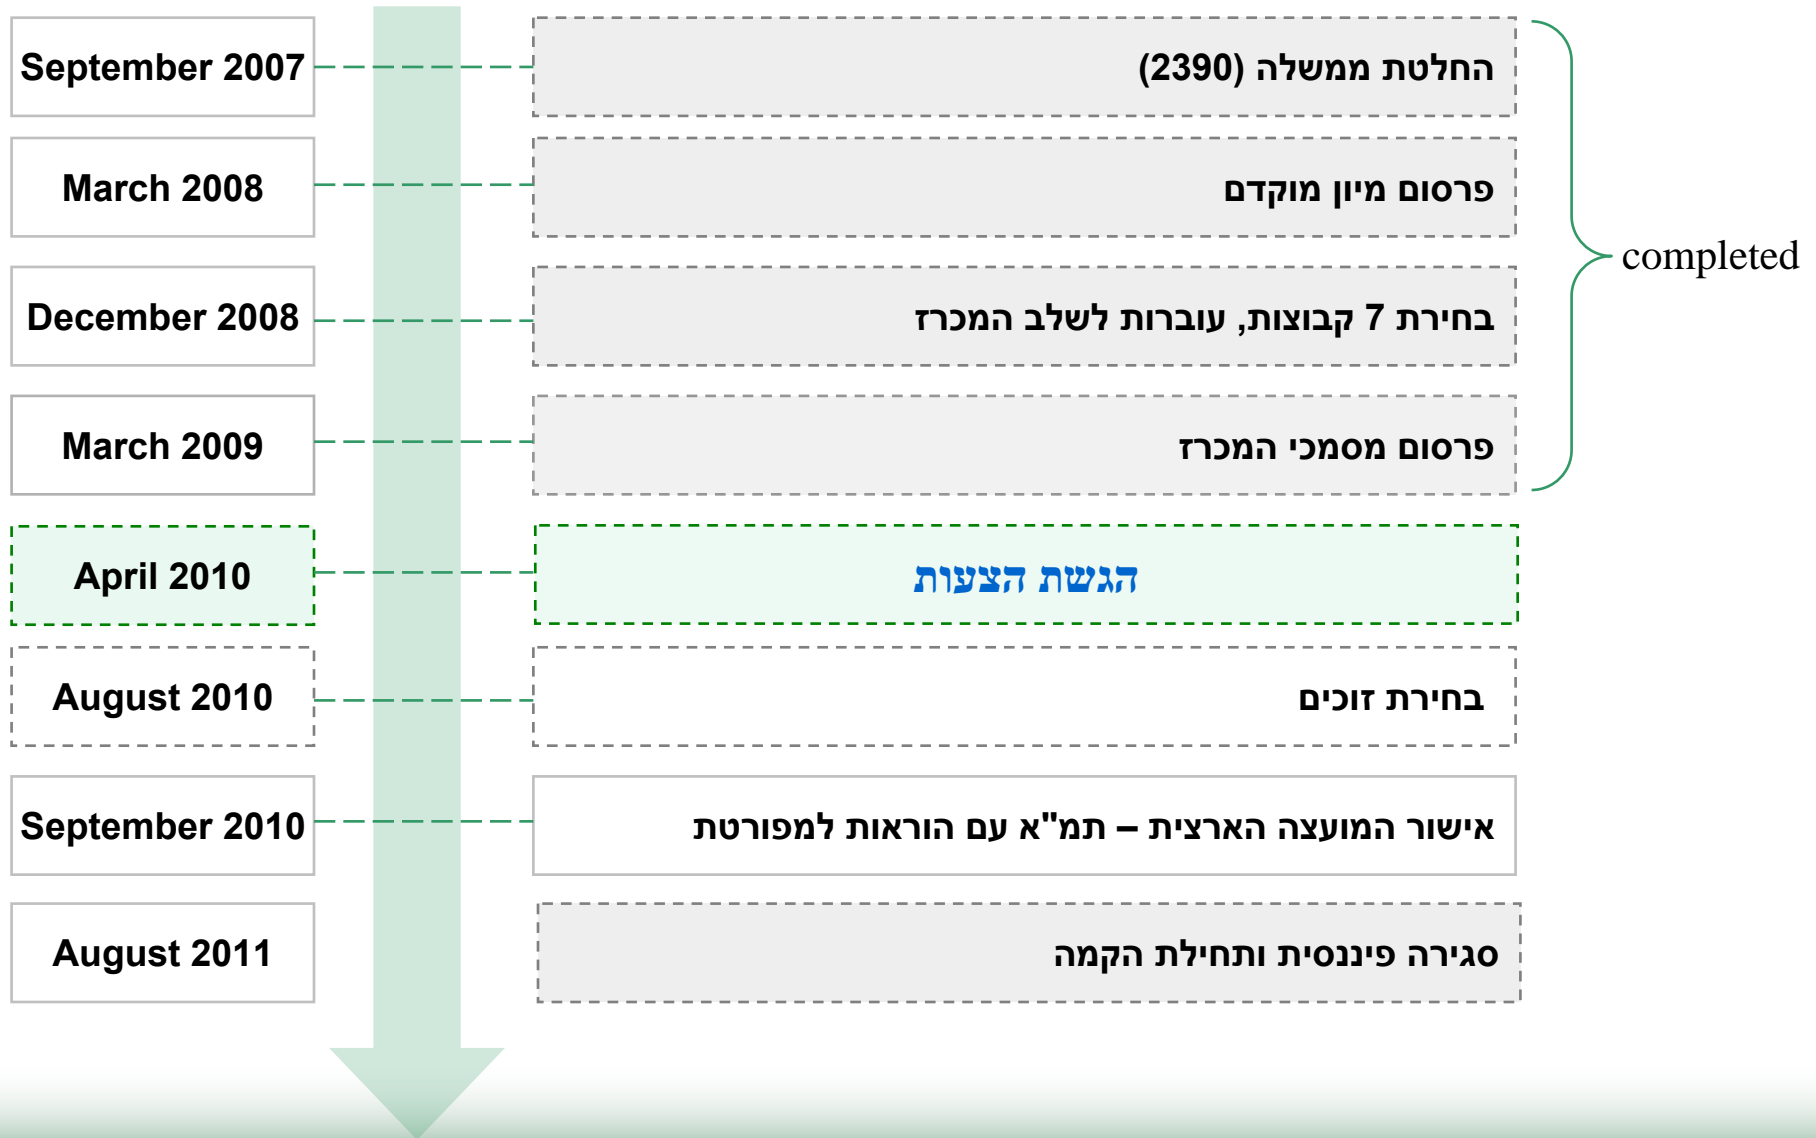 September 2007
החלטת ממשלה (2390)
March 2008
פרסום מיון מוקדם
December 2008
בחירת 7 קבוצות, עוברות לשלב המכרז
March 2009
פרסום מסמכי המכרז
completed
April 2010
הגשת הצעות
August 2010
בחירת זוכים
September 2010
אישור המועצה הארצית – תמ"א עם הוראות למפורטת
August 2011
סגירה פיננסית ותחילת הקמה